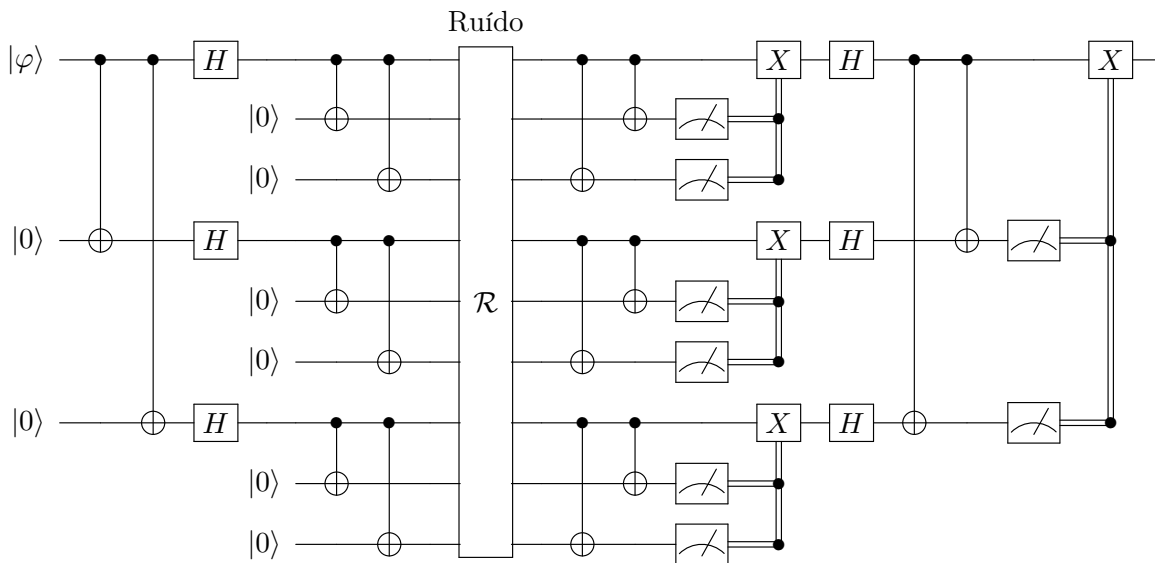 Ruído
|φ⟩ H X H X
|0⟩
|0⟩
|0⟩ H X H
|0⟩ R
|0⟩
|0⟩ H X H
|0⟩
|0⟩